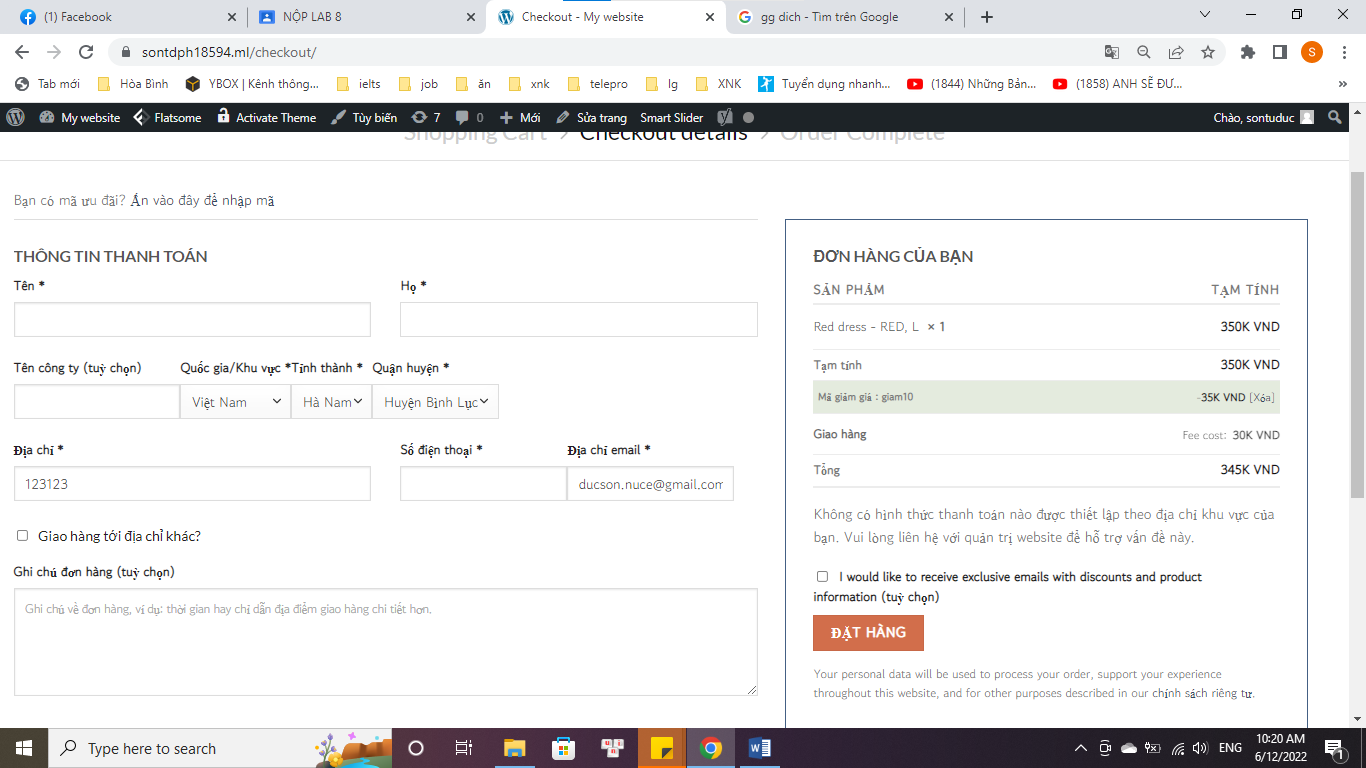 (1) Facebook
NỘP LAB 8
Checkout - My website
gg dich - Tìm trên Google
sontdph18594.ml/checkout/
Tab mới
Hòa Bình
YBOX | Kênh thông...
ielts
job
ăn
xnk
telepro
lg
XNK
Tuyển dụng nhanh...
(1844) Những Bản...
(1858) ANH SẼ ĐƯ...
»
My website
Flatsome
Activate Theme
Tùy biến
7
0
Mới
Sửa trang
Smart Slider
Chào, sontuduc
Shopping Cart
Checkout details
Order Complete
Bạn có mã ưu đãi? Ấn vào đây để nhập mã
THÔNG TIN THANH TOÁN
Tên *
Họ *
Tên công ty (tuỳ chọn)
Quốc gia/Khu vực *
Tỉnh thành *
Quận huyện *
Việt Nam
Hà Nam
Huyện Bình Lục
Địa chỉ *
Số điện thoại *
Địa chỉ email *
123123
ducson.nuce@gmail.com
Giao hàng tới địa chỉ khác?
Ghi chú đơn hàng (tuỳ chọn)
Ghi chú về đơn hàng, ví dụ: thời gian hay chỉ dẫn địa điểm giao hàng chi tiết hơn.
ĐƠN HÀNG CỦA BẠN
SẢN PHẨM
TẠM TÍNH
Red dress - RED, L × 1
350K VND
Tạm tính
350K VND
Mã giảm giá : giam10
-35K VND [Xóa]
Giao hàng
Fee cost: 30K VND
Tổng
345K VND
Không có hình thức thanh toán nào được thiết lập theo địa chỉ khu vực của
bạn. Vui lòng liên hệ với quản trị website để hỗ trợ vấn đề này.
I would like to receive exclusive emails with discounts and product
information (tuỳ chọn)
ĐẶT HÀNG
Your personal data will be used to process your order, support your experience
throughout this website, and for other purposes described in our chính sách riêng tư.
Type here to search
ENG
10:20 AM
6/12/2022
1